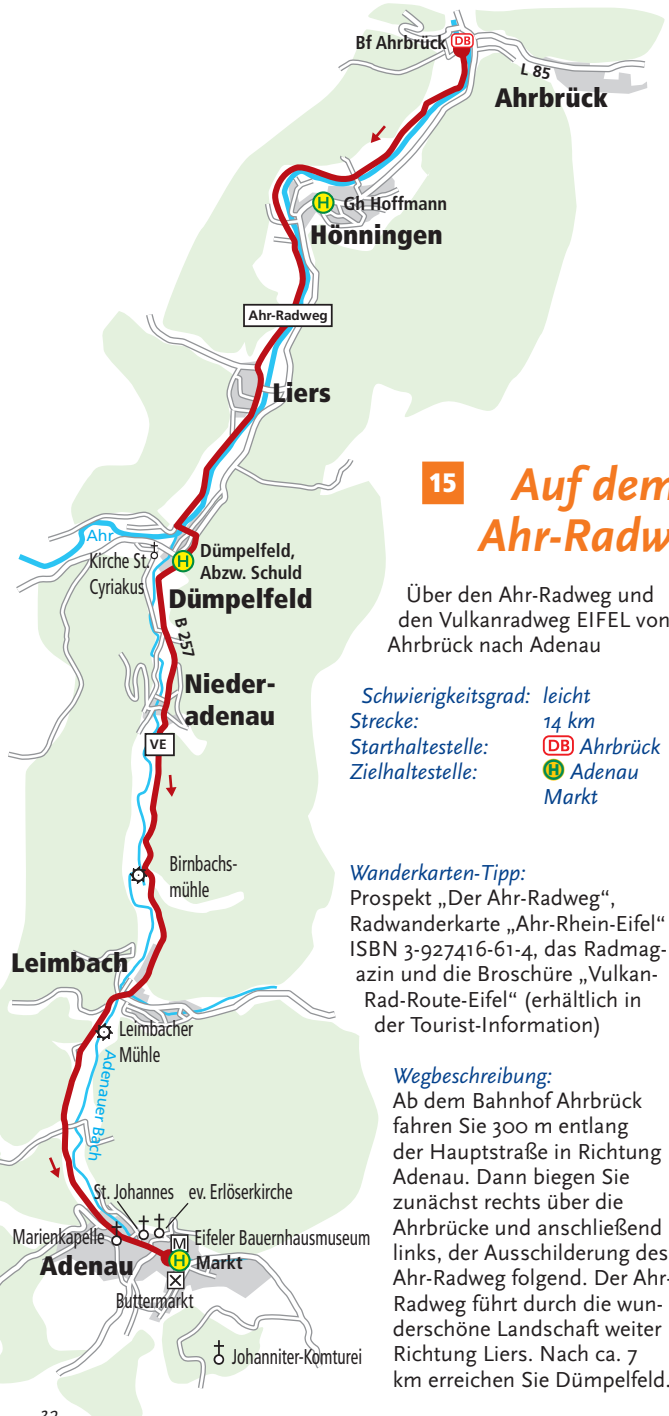 Bf Ahrbrück DB
L 85
Ahrbrück
H Gh Hoffmann
Hönningen
Ahr-Radweg
Liers
Ahr
Kirche St.
Cyriakus
H Dümpelfeld,
Abzw. Schuld
Dümpelfeld
B 257
Nieder-
adenau
VE
Birnbachs-
mühle
Leimbach
Leimbacher
Mühle
Adenauer Bach
St. Johannes
ev. Erlöserkirche
Marienkapelle
M Eifeler Bauernhausmuseum
Adenau
H Markt
Buttermarkt
Johanniter-Komturei
15 Auf dem
Ahr-Radw
Über den Ahr-Radweg und
den Vulkanradweg EIFEL von
Ahrbrück nach Adenau
Schwierigkeitsgrad: leicht
Strecke: 14 km
Starthaltestelle: DB Ahrbrück
Zielhaltestelle: H Adenau
Markt
Wanderkarten-Tipp:
Prospekt „Der Ahr-Radweg“,
Radwanderkarte „Ahr-Rhein-Eifel“
ISBN 3-927416-61-4, das Radmag-
azin und die Broschüre „Vulkan-
Rad-Route-Eifel“ (erhältlich in
der Tourist-Information)
Wegbeschreibung:
Ab dem Bahnhof Ahrbrück
fahren Sie 300 m entlang
der Hauptstraße in Richtung
Adenau. Dann biegen Sie
zunächst rechts über die
Ahrbrücke und anschließend
links, der Ausschilderung des
Ahr-Radweg folgend. Der Ahr-
Radweg führt durch die wun-
derschöne Landschaft weiter
Richtung Liers. Nach ca. 7
km erreichen Sie Dümpelfeld.